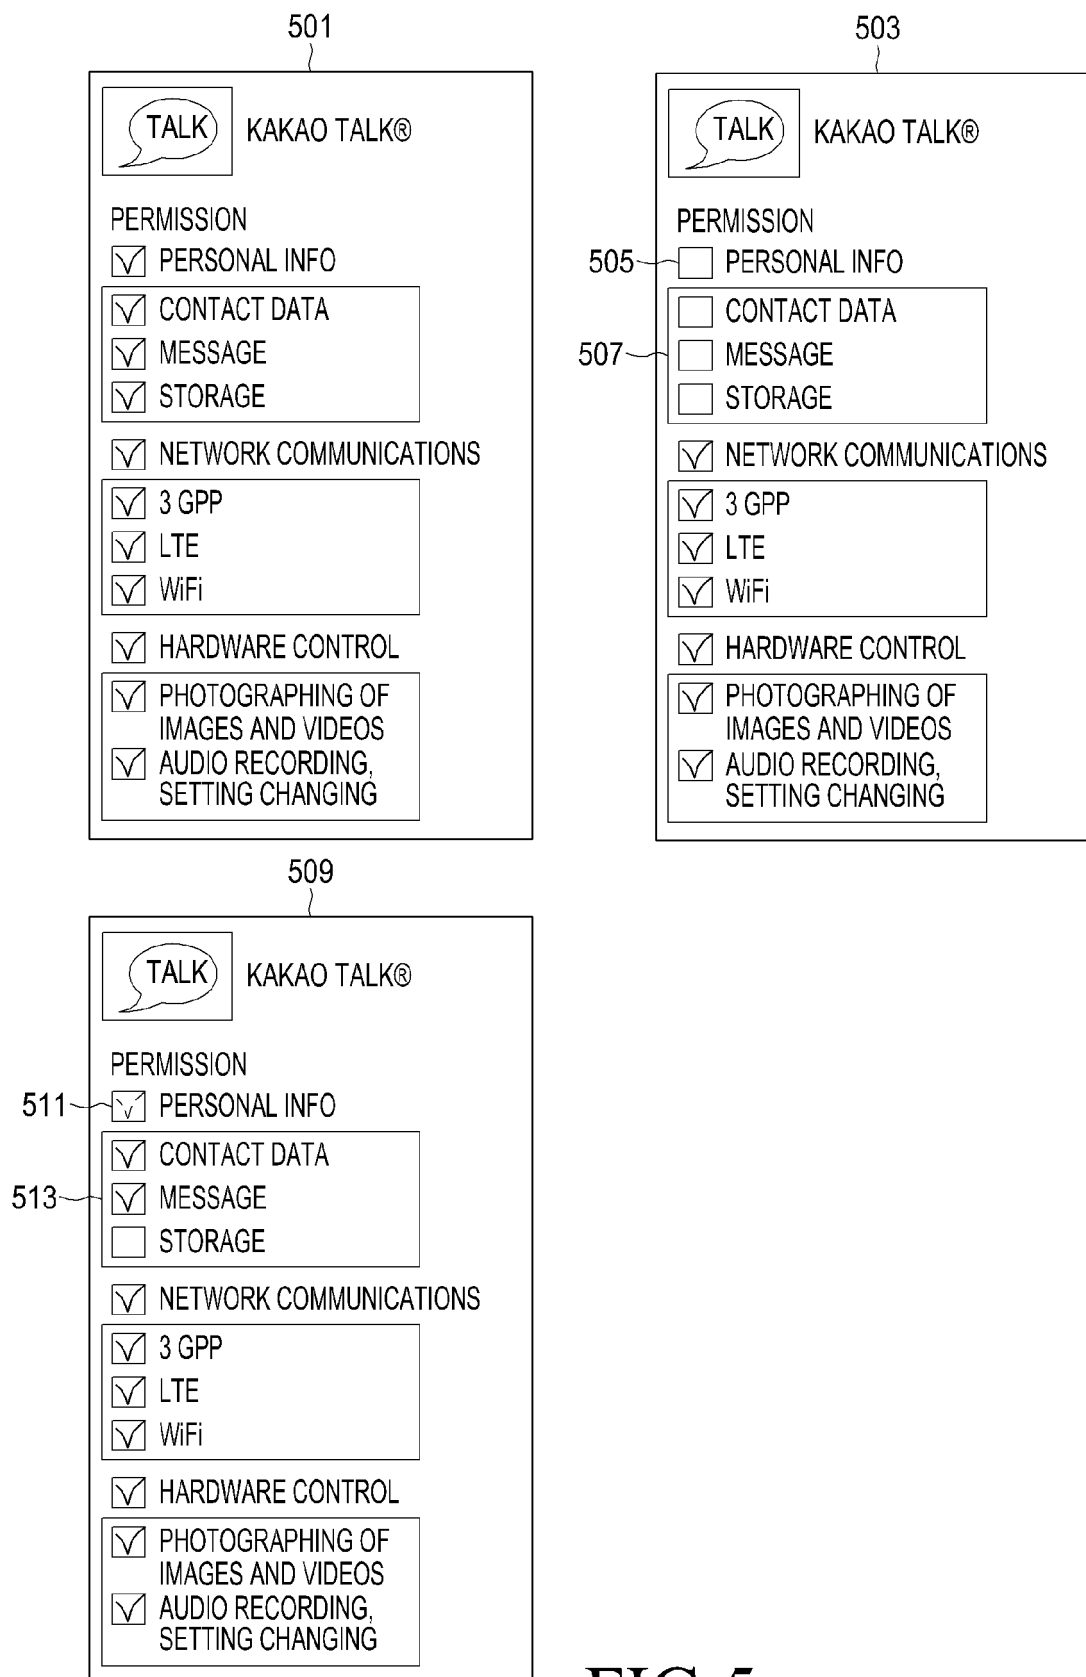 501
TALK
KAKAO TALK®
PERMISSION
PERSONAL INFO
CONTACT DATA
MESSAGE
STORAGE
NETWORK COMMUNICATIONS
3 GPP
LTE
WiFi
HARDWARE CONTROL
PHOTOGRAPHING OF
IMAGES AND VIDEOS
AUDIO RECORDING,
SETTING CHANGING
503
TALK
KAKAO TALK®
PERMISSION
505
PERSONAL INFO
CONTACT DATA
507
MESSAGE
STORAGE
NETWORK COMMUNICATIONS
3 GPP
LTE
WiFi
HARDWARE CONTROL
PHOTOGRAPHING OF
IMAGES AND VIDEOS
AUDIO RECORDING,
SETTING CHANGING
509
TALK
KAKAO TALK®
PERMISSION
511
PERSONAL INFO
CONTACT DATA
513
MESSAGE
STORAGE
NETWORK COMMUNICATIONS
3 GPP
LTE
WiFi
HARDWARE CONTROL
PHOTOGRAPHING OF
IMAGES AND VIDEOS
AUDIO RECORDING,
SETTING CHANGING